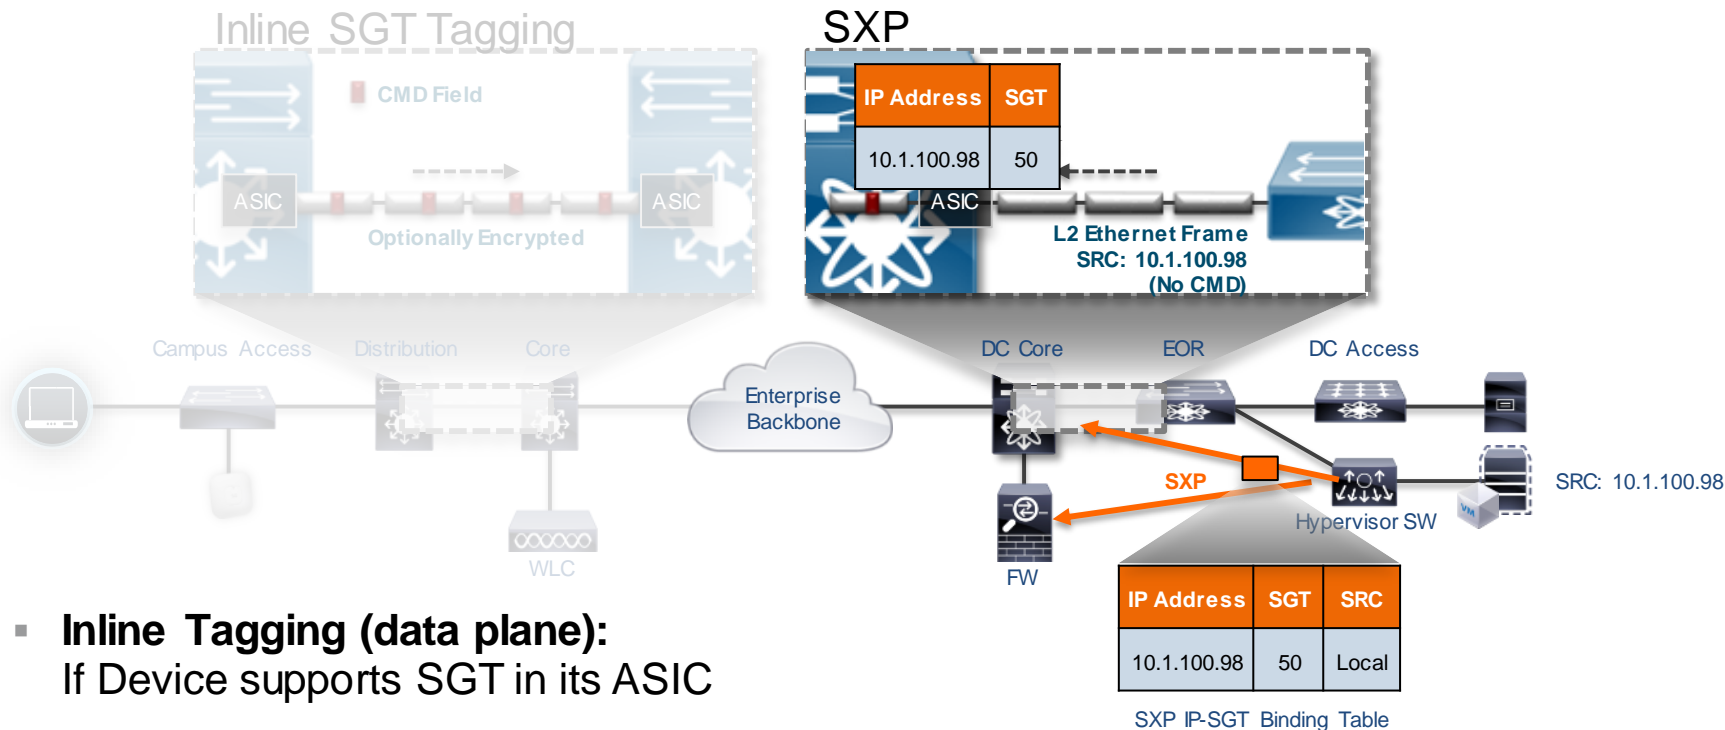 Inline SGT Tagging
CMD Field
ASIC
ASIC
Optionally Encrypted
SXP
IP Address SGT
10.1.100.98 50
ASIC
L2 Ethernet Frame
SRC: 10.1.100.98
(No CMD)
Campus Access
Distribution
Core
Enterprise
Backbone
DC Core
EOR
DC Access
SXP
VM
SRC: 10.1.100.98
Hypervisor SW
WLC
FW
IP Address SGT SRC
10.1.100.98 50 Local
SXP IP-SGT Binding Table
▪ Inline Tagging (data plane):
If Device supports SGT in its ASIC